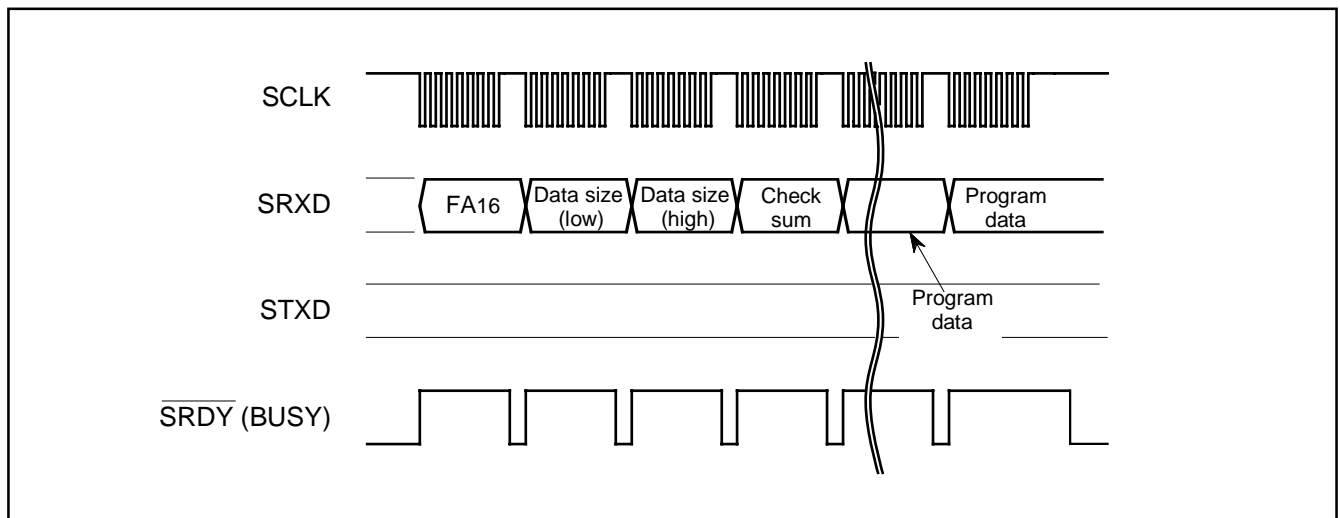 SCLK
SRXD
FA16
Data size
(low)
Data size
(high)
Check
sum
Program
data
STXD
Program
data
SRDY (BUSY)